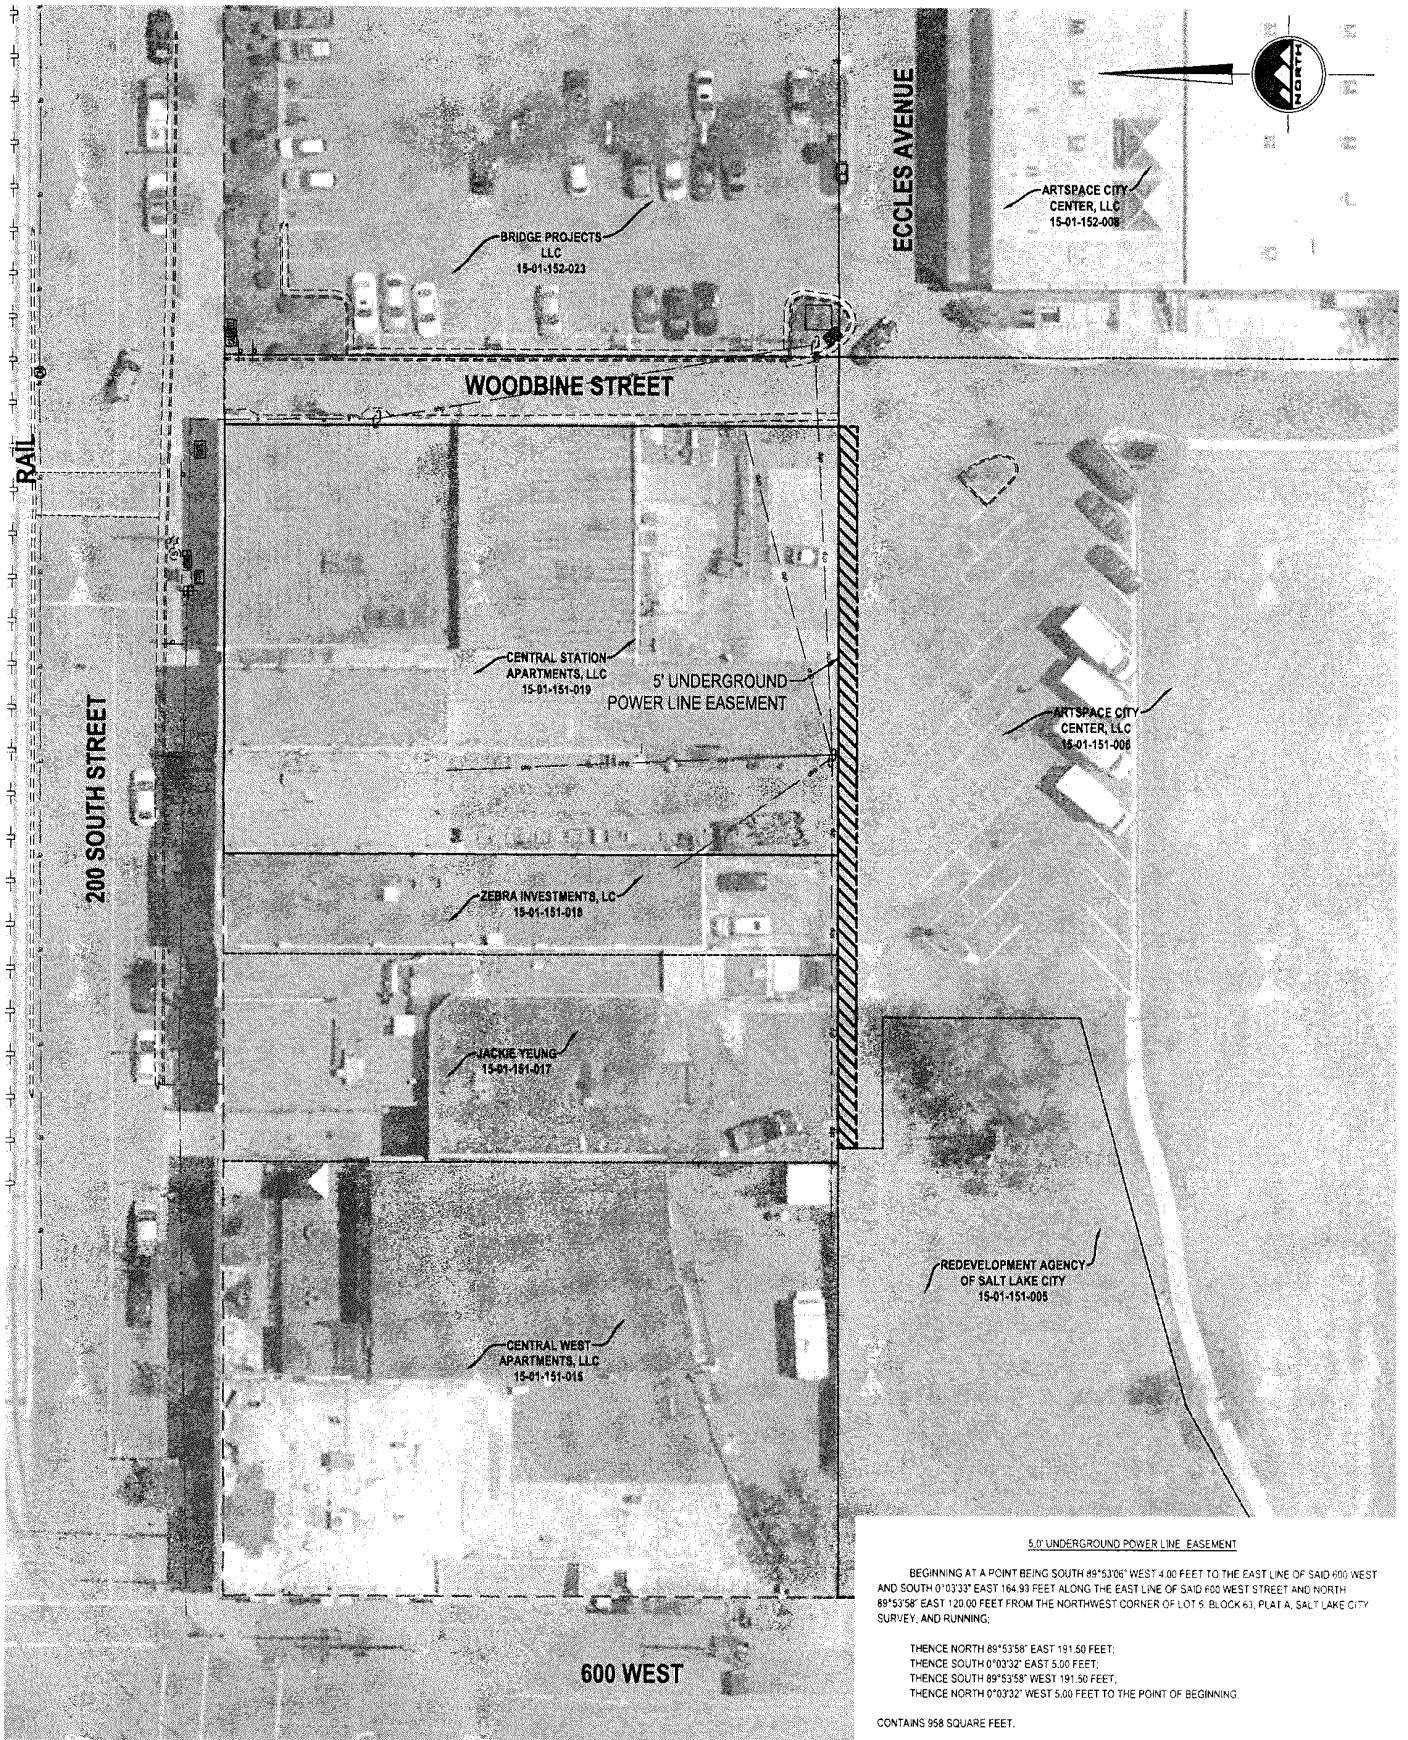 NORTH
ECCLES AVENUE
ARTSPACE CITY
CENTER, LLC
15-01-152-008
BRIDGE PROJECTS
LLC
15-01-152-023
WOODBINE STREET
RAIL
CENTRAL STATION
APARTMENTS, LLC
15-01-151-019
5' UNDERGROUND
POWER LINE EASEMENT
ARTSPACE CITY
CENTER, LLC
15-01-151-006
200 SOUTH STREET
ZEBRA INVESTMENTS, LC
15-01-151-018
JACKIE YEUNG
15-01-151-017
REDEVELOPMENT AGENCY
OF SALT LAKE CITY
15-01-151-005
CENTRAL WEST
APARTMENTS, LLC
15-01-151-015
600 WEST
5.0' UNDERGROUND POWER LINE EASEMENT
BEGINNING AT A POINT BEING SOUTH 89°53'06" WEST 4.00 FEET TO THE EAST LINE OF SAID 600 WEST
AND SOUTH 0°03'33" EAST 164.93 FEET ALONG THE EAST LINE OF SAID 600 WEST STREET AND NORTH
89°53'58" EAST 120.00 FEET FROM THE NORTHWEST CORNER OF LOT 5, BLOCK 63, PLAT A, SALT LAKE CITY
SURVEY, AND RUNNING;
THENCE NORTH 89°53'58" EAST 191.50 FEET;
THENCE SOUTH 0°03'32" EAST 5.00 FEET;
THENCE SOUTH 89°53'58" WEST 191.50 FEET;
THENCE NORTH 0°03'32" WEST 5.00 FEET TO THE POINT OF BEGINNING.
CONTAINS 958 SQUARE FEET.